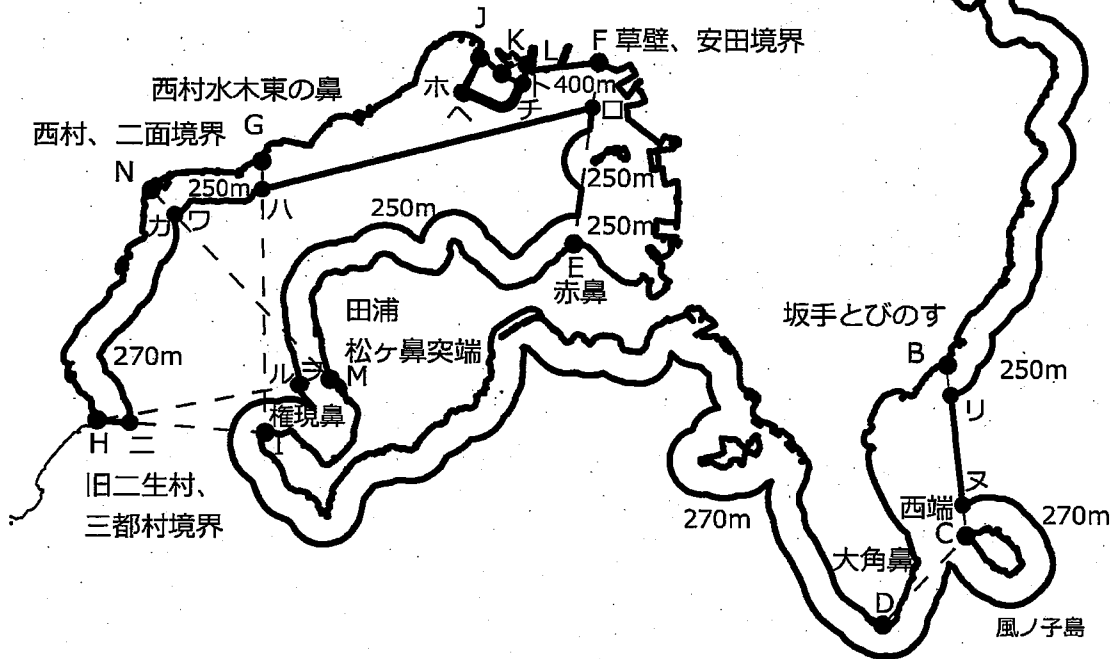 J
K
L
F 草壁、安田境界
ホ
ヘ
ト
チ
400m
ロ
西村水木東の鼻
西村、二面境界
G
N
250m
ハ
カ
ワ
250m
250m
250m
E
赤鼻
田浦
松ヶ鼻突端
270m
ル
ヲ
M
権現鼻
I
H
ニ
旧二生村、
三都村境界
坂手とびのす
B
250m
リ
ヌ
西端
C
270m
270m
大角鼻
D
風ノ子島